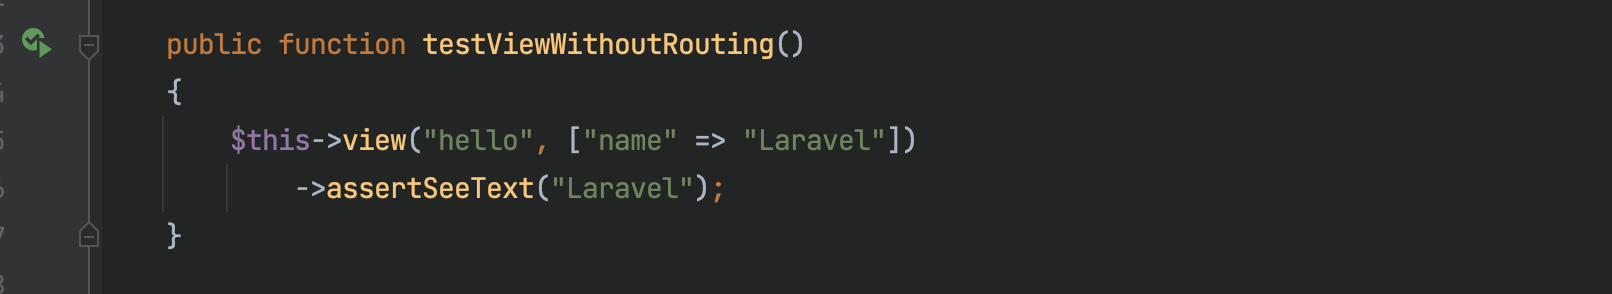 public function testViewWithoutRouting()
{
    $this->view("hello", ["name" => "Laravel"])
        ->assertSeeText("Laravel");
}